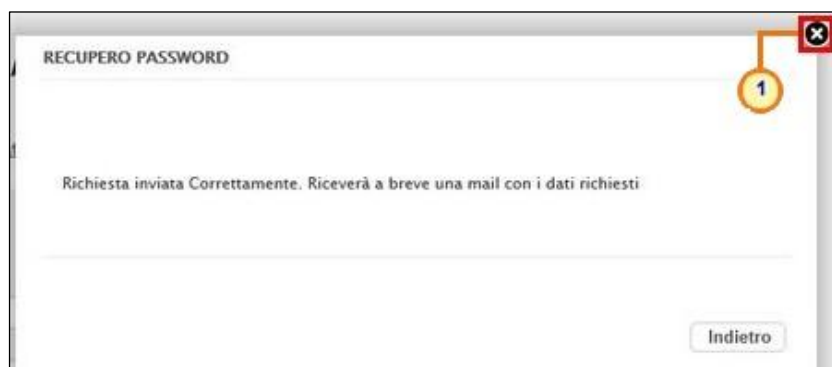 RECUPERO PASSWORD
1
Richiesta inviata Correttamente. Riceverà a breve una mail con i dati richiesti
Indietro